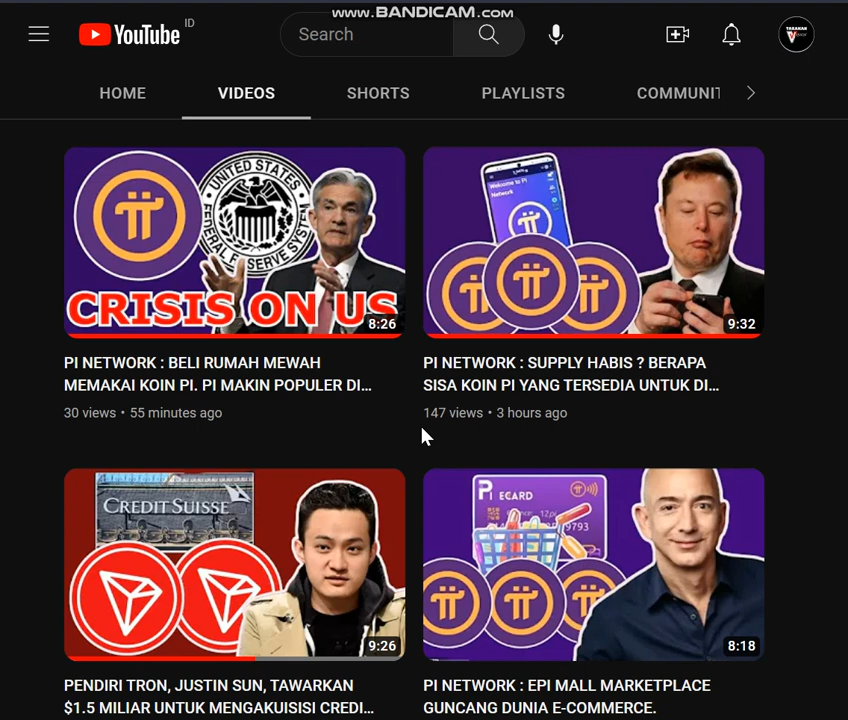 www.BANDICAM.com
YouTube ID
Search
HOME
VIDEOS
SHORTS
PLAYLISTS
COMMUNIT
UNITED STATES
FEDERAL RESERVE SYSTEM
CRISIS ON US
8:26
Welcome to Pi
Network
9:32
PI NETWORK : BELI RUMAH MEWAH
MEMAKAI KOIN PI. PI MAKIN POPULER DI...
30 views • 55 minutes ago
PI NETWORK : SUPPLY HABIS ? BERAPA
SISA KOIN PI YANG TERSEDIA UNTUK DI...
147 views • 3 hours ago
CREDIT SUISSE
9:26
Pi ECARD
9793
8:18
PENDIRI TRON, JUSTIN SUN, TAWARKAN
$1.5 MILIAR UNTUK MENGAKUISISI CREDI...
PI NETWORK : EPI MALL MARKETPLACE
GUNCANG DUNIA E-COMMERCE.